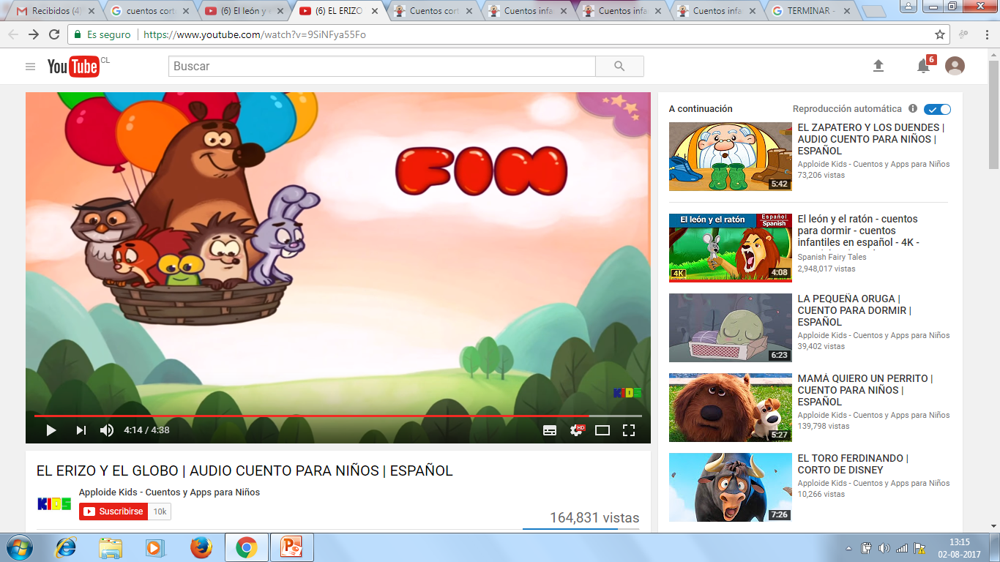 Recibidos (4)
cuentos cort
(6) El león y r
(6) EL ERIZO
Cuentos cort
Cuentos infa
Cuentos infa
Cuentos infa
TERMINAR -
Es seguro
https://www.youtube.com/watch?v=9SiNFya55Fo
YouTube CL
Buscar
6
FIN
KIDS
4:14 / 4:38
HD
EL ERIZO Y EL GLOBO | AUDIO CUENTO PARA NIÑOS | ESPAÑOL
KIDS
Apploide Kids - Cuentos y Apps para Niños
Suscribirse 10k
164,831 vistas
A continuación
Reproducción automática
5:42
EL ZAPATERO Y LOS DUENDES |
AUDIO CUENTO PARA NIÑOS |
ESPAÑOL
Apploide Kids - Cuentos y Apps para Niños
73,206 vistas
El león y el ratón
Español
Spanish
4K
4:08
El león y el ratón - cuentos
para dormir - cuentos
infantiles en español - 4K -
Spanish Fairy Tales
2,948,017 vistas
6:23
LA PEQUEÑA ORUGA |
CUENTO PARA DORMIR |
ESPAÑOL
Apploide Kids - Cuentos y Apps para Niños
39,402 vistas
5:27
MAMÁ QUIERO UN PERRITO |
CUENTO PARA NIÑOS |
ESPAÑOL
Apploide Kids - Cuentos y Apps para Niños
139,798 vistas
7:26
EL TORO FERDINANDO |
CORTO DE DISNEY
Apploide Kids - Cuentos y Apps para Niños
10,266 vistas
13:15
02-08-2017